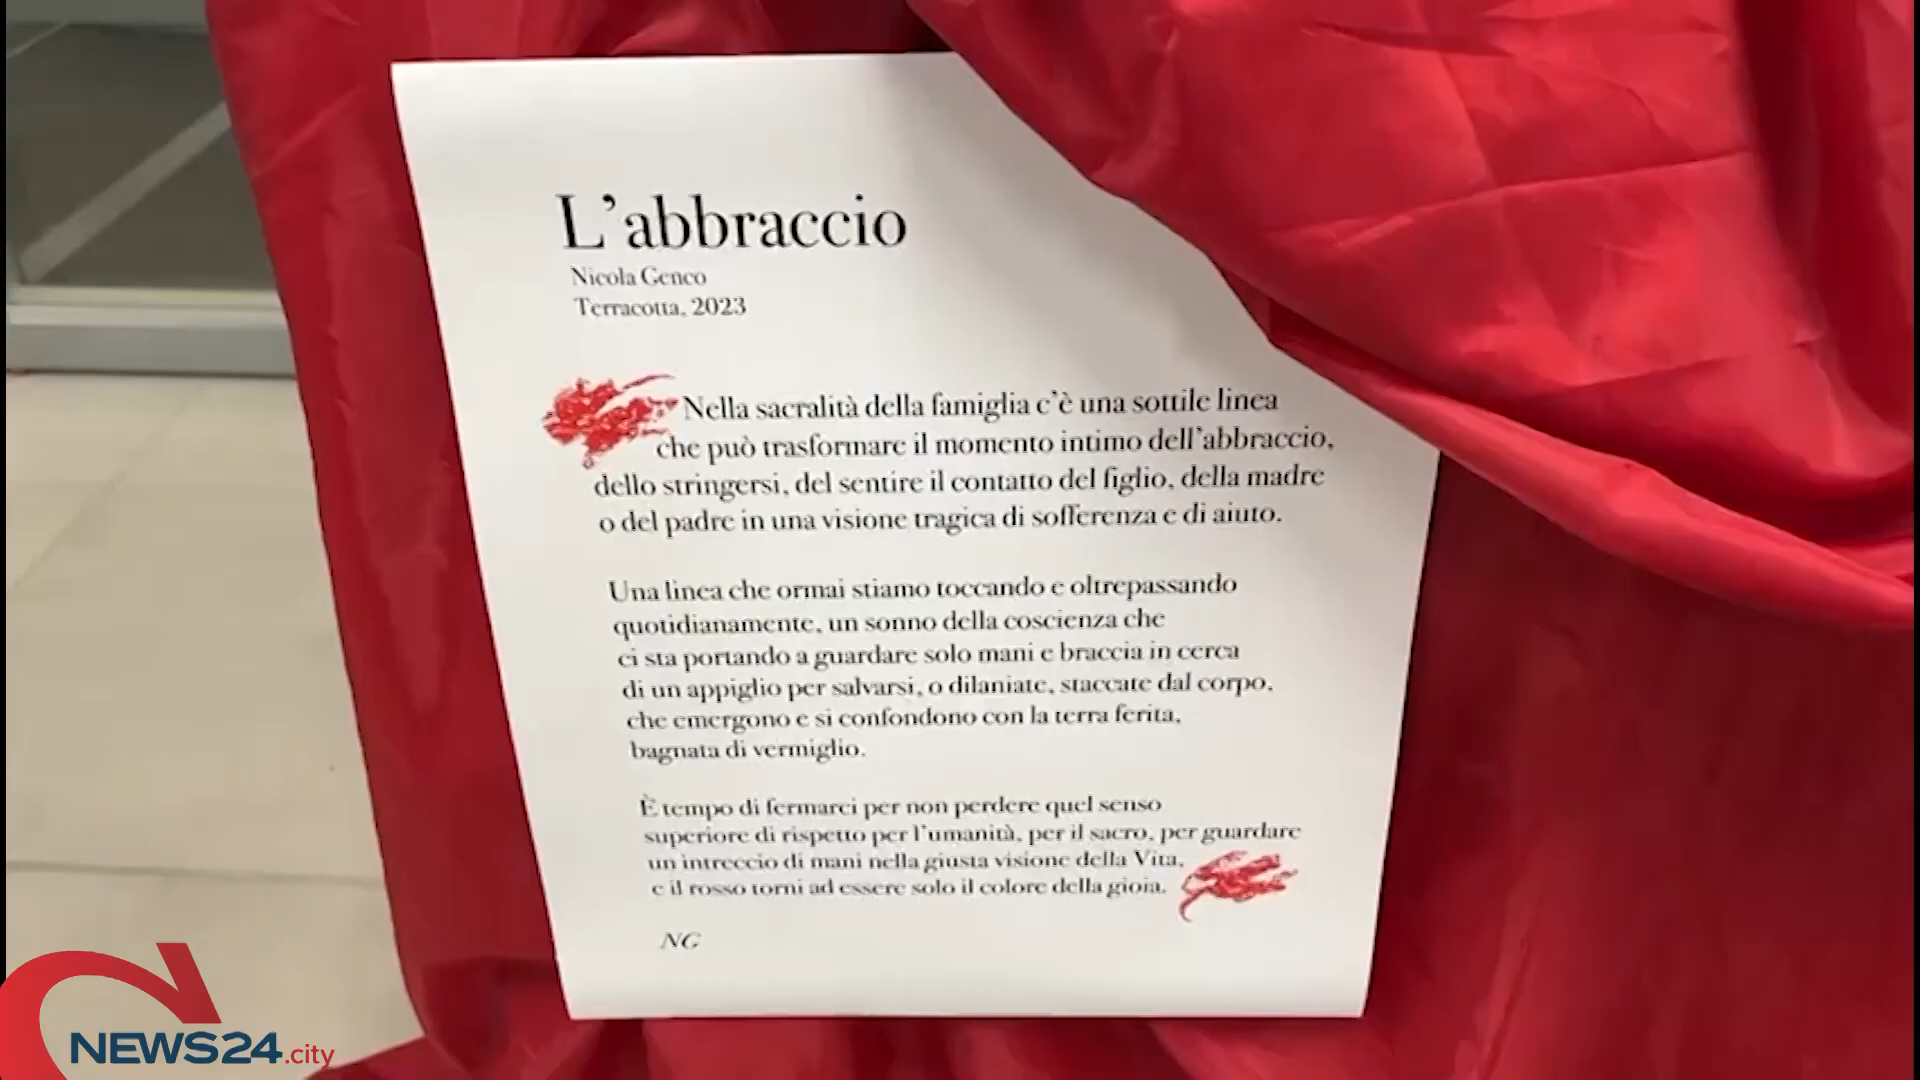 L'abbraccio
Nicola Genco
Terracotta, 2023
Nella sacralità della famiglia c'è una sottile linea
che può trasformare il momento intimo dell'abbraccio,
dello stringersi, del sentire il contatto del figlio, della madre
o del padre in una visione tragica di sofferenza e di aiuto.
Una linea che ormai stiamo toccando e oltrepassando
quotidianamente, un sonno della coscienza che
ci sta portando a guardare solo mani e braccia in cerca
di un appiglio per salvarsi, o dilaniate, staccate dal corpo,
che emergono e si confondono con la terra ferita,
bagnata di vermiglio.
È tempo di fermarci per non perdere quel senso
superiore di rispetto per l'umanità, per il sacro, per guardare
un intreccio di mani nella giusta visione della Vita,
e il rosso torni ad essere solo il colore della gioia.
NG
NEWS24.city